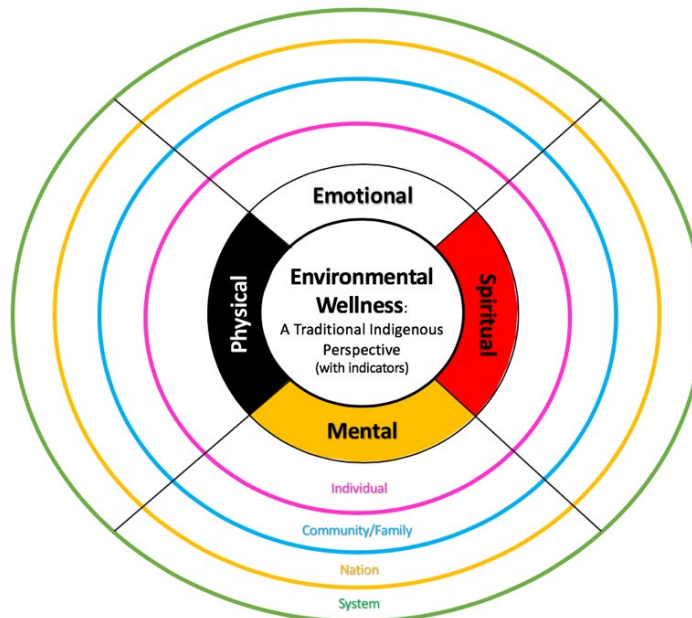 Emotional
Physical
Environmental
Wellness:
A Traditional Indigenous
Perspective
(with indicators)
Spiritual
Mental
Individual
Community/Family
Nation
System